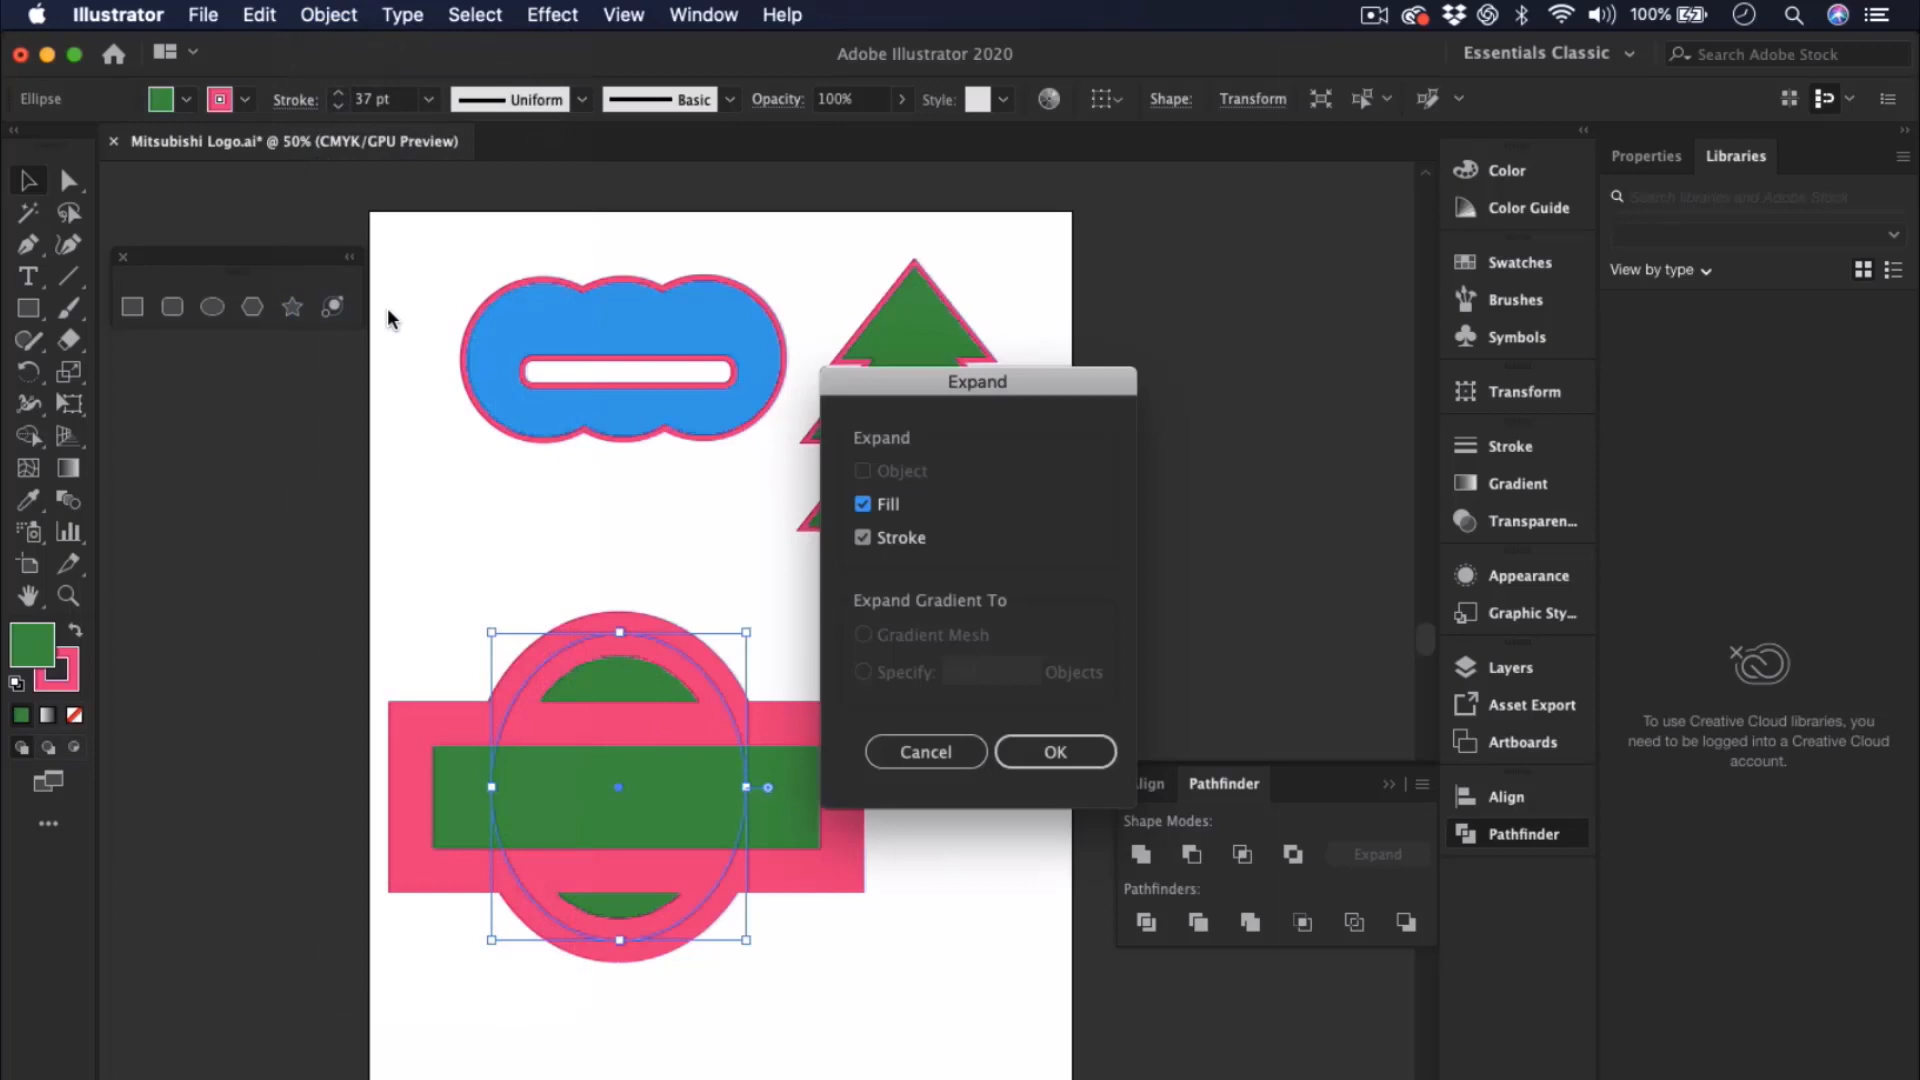 Illustrator File Edit Object Type Select Effect View Window Help 100%
Adobe Illustrator 2020
Essentials Classic
Search Adobe Stock
Ellipse Stroke: 37 pt Uniform Basic Opacity: 100% Style: Shape: Transform
Mitsubishi Logo.ai* @ 50% (CMYK/GPU Preview)
Color
Color Guide
Swatches
Brushes
Symbols
Transform
Stroke
Gradient
Transparen...
Appearance
Graphic Sty...
Layers
Asset Export
Artboards
Align
Pathfinder
Properties Libraries
Search libraries and Adobe Stock
View by type
To use Creative Cloud libraries, you
need to be logged into a Creative Cloud
account.
Expand
Expand
Object
Fill
Stroke
Expand Gradient To
Gradient Mesh
Specify: Objects
Cancel OK
lign Pathfinder
Shape Modes:
Expand
Pathfinders: